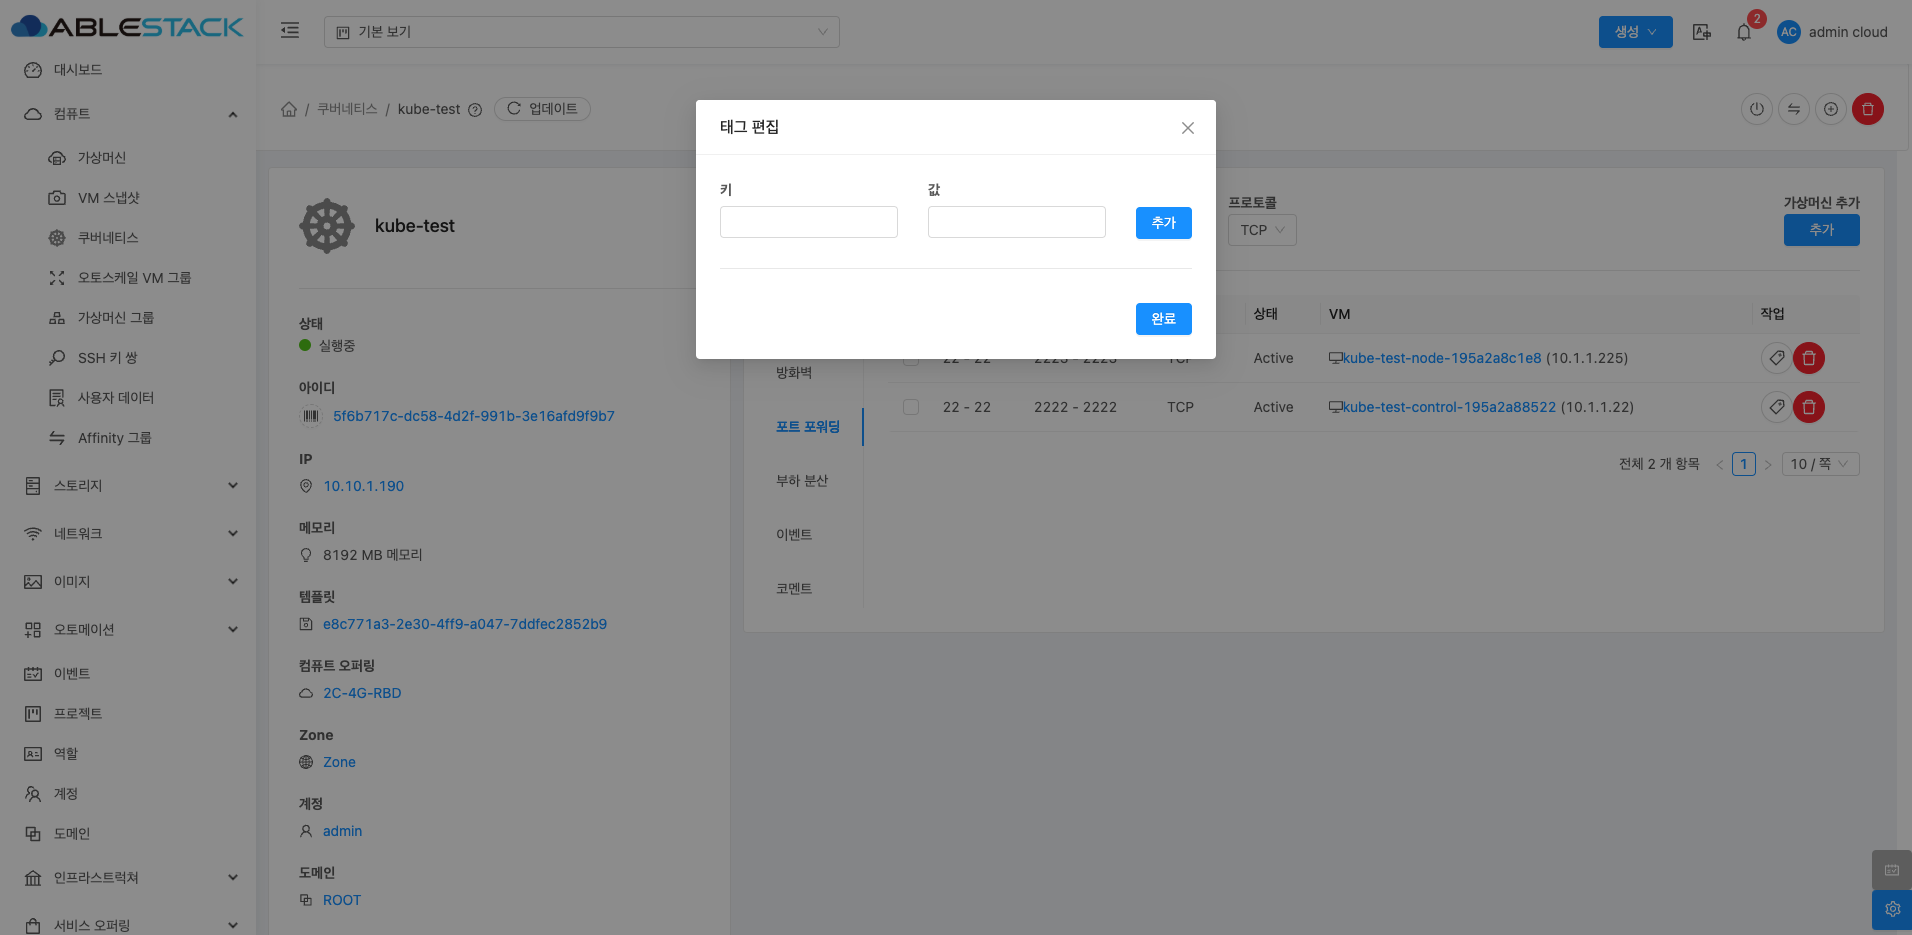 ABLESTACK
기본 보기
생성
2
AC
admin cloud
대시보드
컴퓨트
가상머신
VM 스냅샷
쿠버네티스
오토스케일 VM 그룹
가상머신 그룹
SSH 키 쌍
사용자 데이터
Affinity 그룹
스토리지
네트워크
이미지
오토메이션
이벤트
프로젝트
역할
계정
도메인
인프라스트럭쳐
서비스 오퍼링
/ 쿠버네티스 / kube-test
업데이트
kube-test
상태
실행중
아이디
5f6b717c-dc58-4d2f-991b-3e16afd9f9b7
IP
10.10.1.190
메모리
8192 MB 메모리
템플릿
e8c771a3-2e30-4ff9-a047-7ddfec2852b9
컴퓨트 오퍼링
2C-4G-RBD
Zone
Zone
계정
admin
도메인
ROOT
태그 편집
키
값
추가
완료
프로토콜
TCP
가상머신 추가
추가
방화벽
포트 포워딩
부하 분산
이벤트
코멘트
상태
VM
작업
22 - 22 2223 - 2223 TCP Active kube-test-node-195a2a8c1e8 (10.1.1.225)
22 - 22 2222 - 2222 TCP Active kube-test-control-195a2a88522 (10.1.1.22)
전체 2 개 항목
1
10 / 쪽